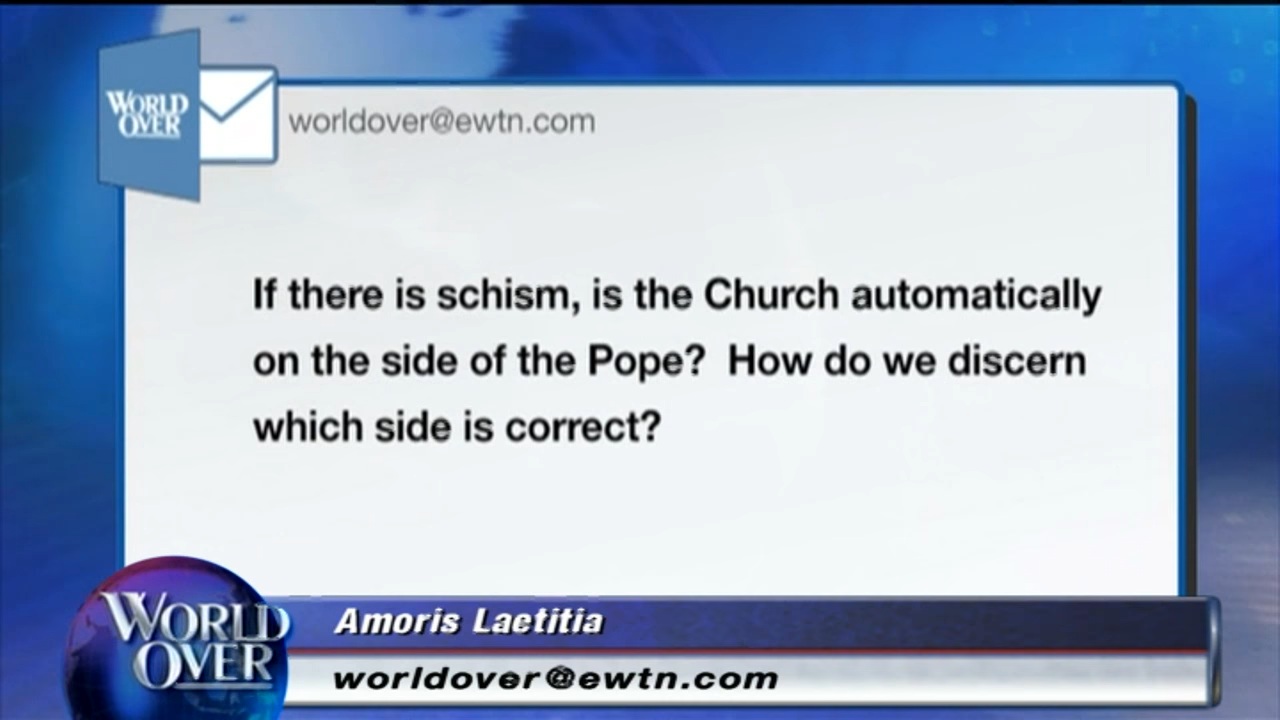 WORLD
OVER
worldover@ewtn.com
If there is schism, is the Church automatically
on the side of the Pope?  How do we discern
which side is correct?
WORLD
OVER
Amoris Laetitia
worldover@ewtn.com